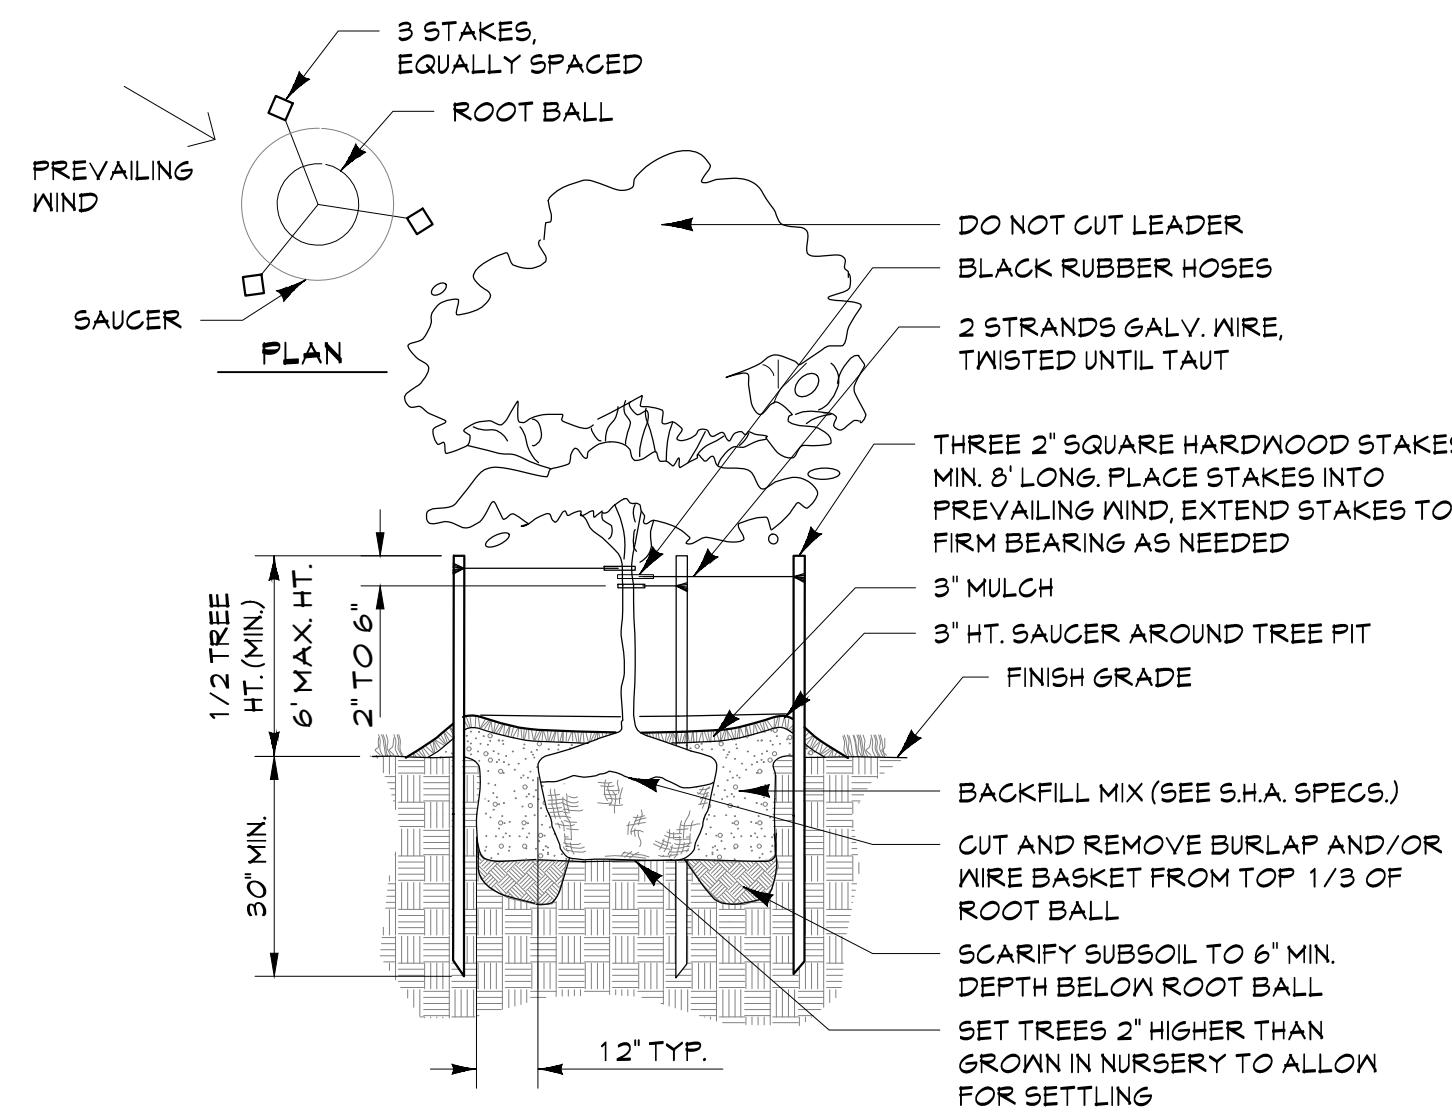 3 STAKES,
EQUALLY SPACED
ROOT BALL
PREVAILING
WIND
SAUCER
PLAN
DO NOT CUT LEADER
BLACK RUBBER HOSES
2 STRANDS GALV. WIRE,
TWISTED UNTIL TAUT
THREE 2" SQUARE HARDWOOD STAKES
MIN. 8' LONG. PLACE STAKES INTO
PREVAILING WIND, EXTEND STAKES TO
FIRM BEARING AS NEEDED
3" MULCH
3" HT. SAUCER AROUND TREE PIT
FINISH GRADE
1/2 TREE
HT. (MIN.)
6' MAX. HT.
2" TO 6"
30" MIN.
BACKFILL MIX (SEE S.H.A. SPECS.)
CUT AND REMOVE BURLAP AND/OR
WIRE BASKET FROM TOP 1/3 OF
ROOT BALL
SCARIFY SUBSOIL TO 6" MIN.
DEPTH BELOW ROOT BALL
SET TREES 2" HIGHER THAN
GROWN IN NURSERY TO ALLOW
FOR SETTLING
12" TYP.